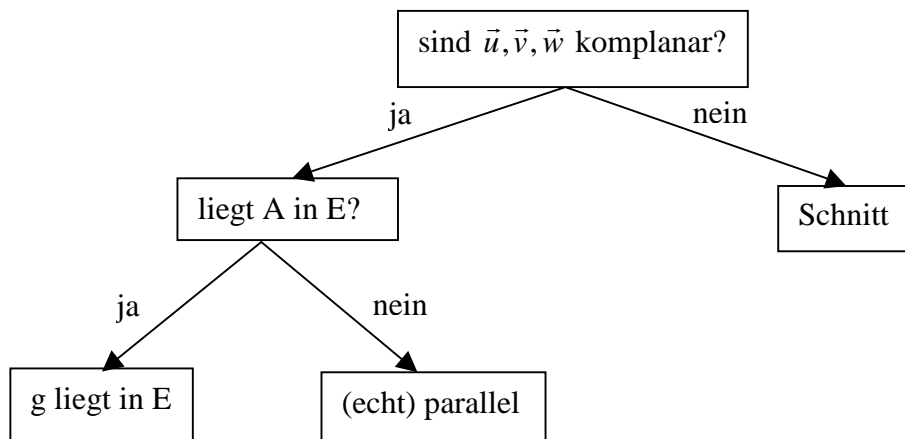 sind u⃗, v⃗, w⃗ komplanar?
ja
nein
liegt A in E?
Schnitt
ja
nein
g liegt in E
(echt) parallel